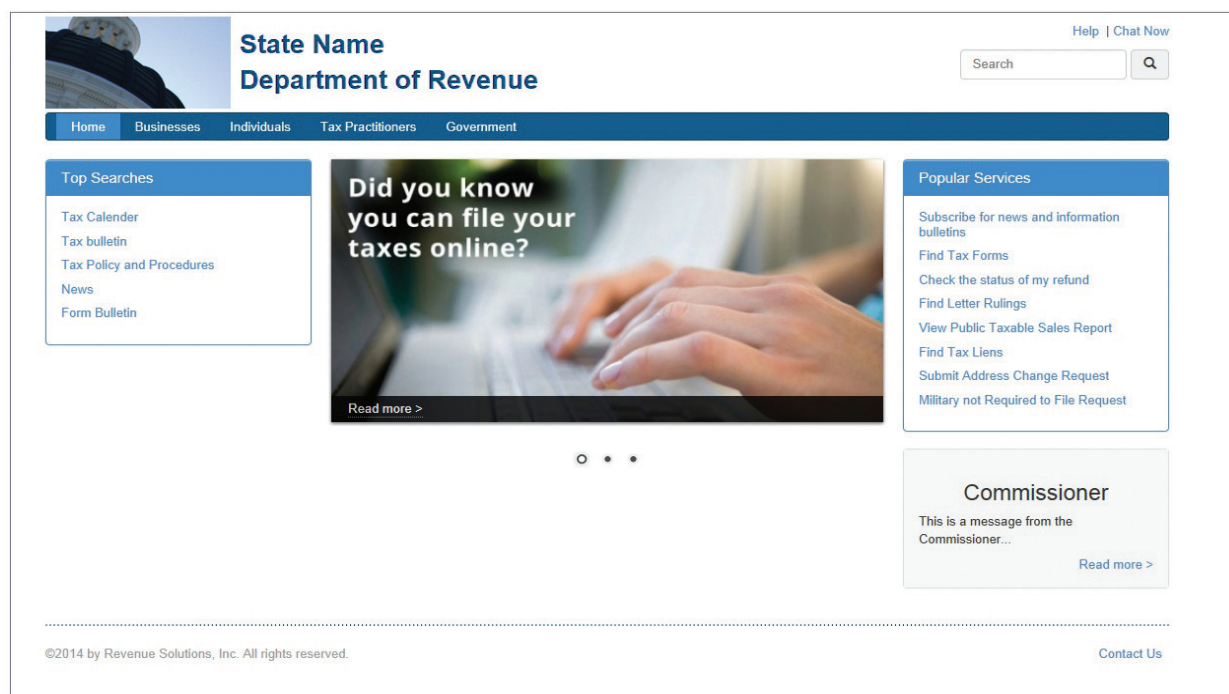 State Name
Department of Revenue
Help | Chat Now
Search
Home Businesses Individuals Tax Practitioners Government
Top Searches
Tax Calender
Tax bulletin
Tax Policy and Procedures
News
Form Bulletin
Did you know
you can file your
taxes online?
Read more >
Popular Services
Subscribe for news and information
bulletins
Find Tax Forms
Check the status of my refund
Find Letter Rulings
View Public Taxable Sales Report
Find Tax Liens
Submit Address Change Request
Military not Required to File Request
Commissioner
This is a message from the
Commissioner...
Read more >
©2014 by Revenue Solutions, Inc. All rights reserved.
Contact Us